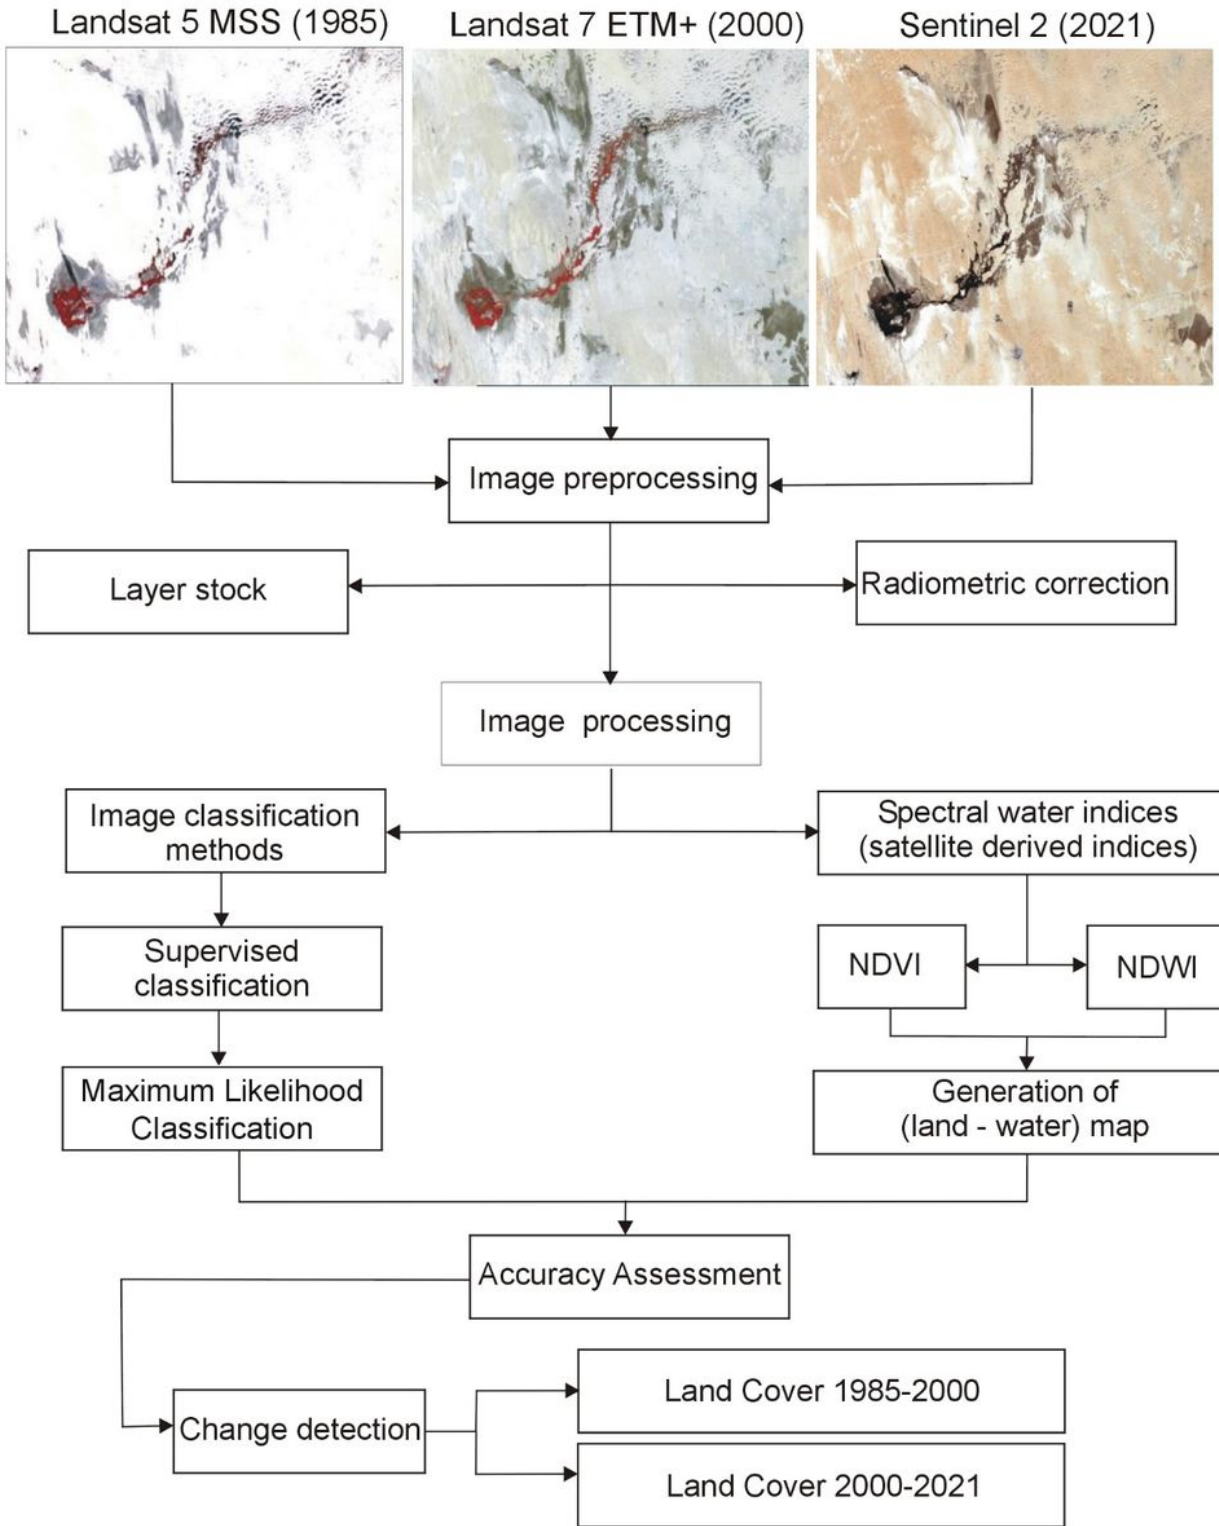 Landsat 5 MSS (1985)
Landsat 7 ETM+ (2000)
Sentinel 2 (2021)
Image preprocessing
Layer stock
Radiometric correction
Image processing
Image classification
methods
Spectral water indices
(satellite derived indices)
Supervised
classification
NDVI
NDWI
Maximum Likelihood
Classification
Generation of
(land - water) map
Accuracy Assessment
Change detection
Land Cover 1985-2000
Land Cover 2000-2021